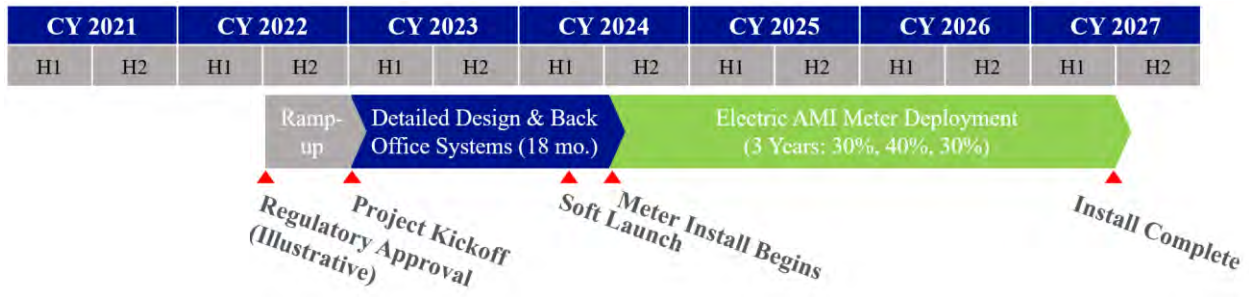 CY 2021 CY 2022 CY 2023 CY 2024 CY 2025 CY 2026 CY 2027
H1 H2 H1 H2 H1 H2 H1 H2 H1 H2 H1 H2 H1 H2
Ramp-
up
Detailed Design & Back
Office Systems (18 mo.)
Electric AMI Meter Deployment
(3 Years: 30%, 40%, 30%)
Regulatory Approval
(Illustrative)
Project Kickoff
Soft Launch
Meter Install Begins
Install Complete